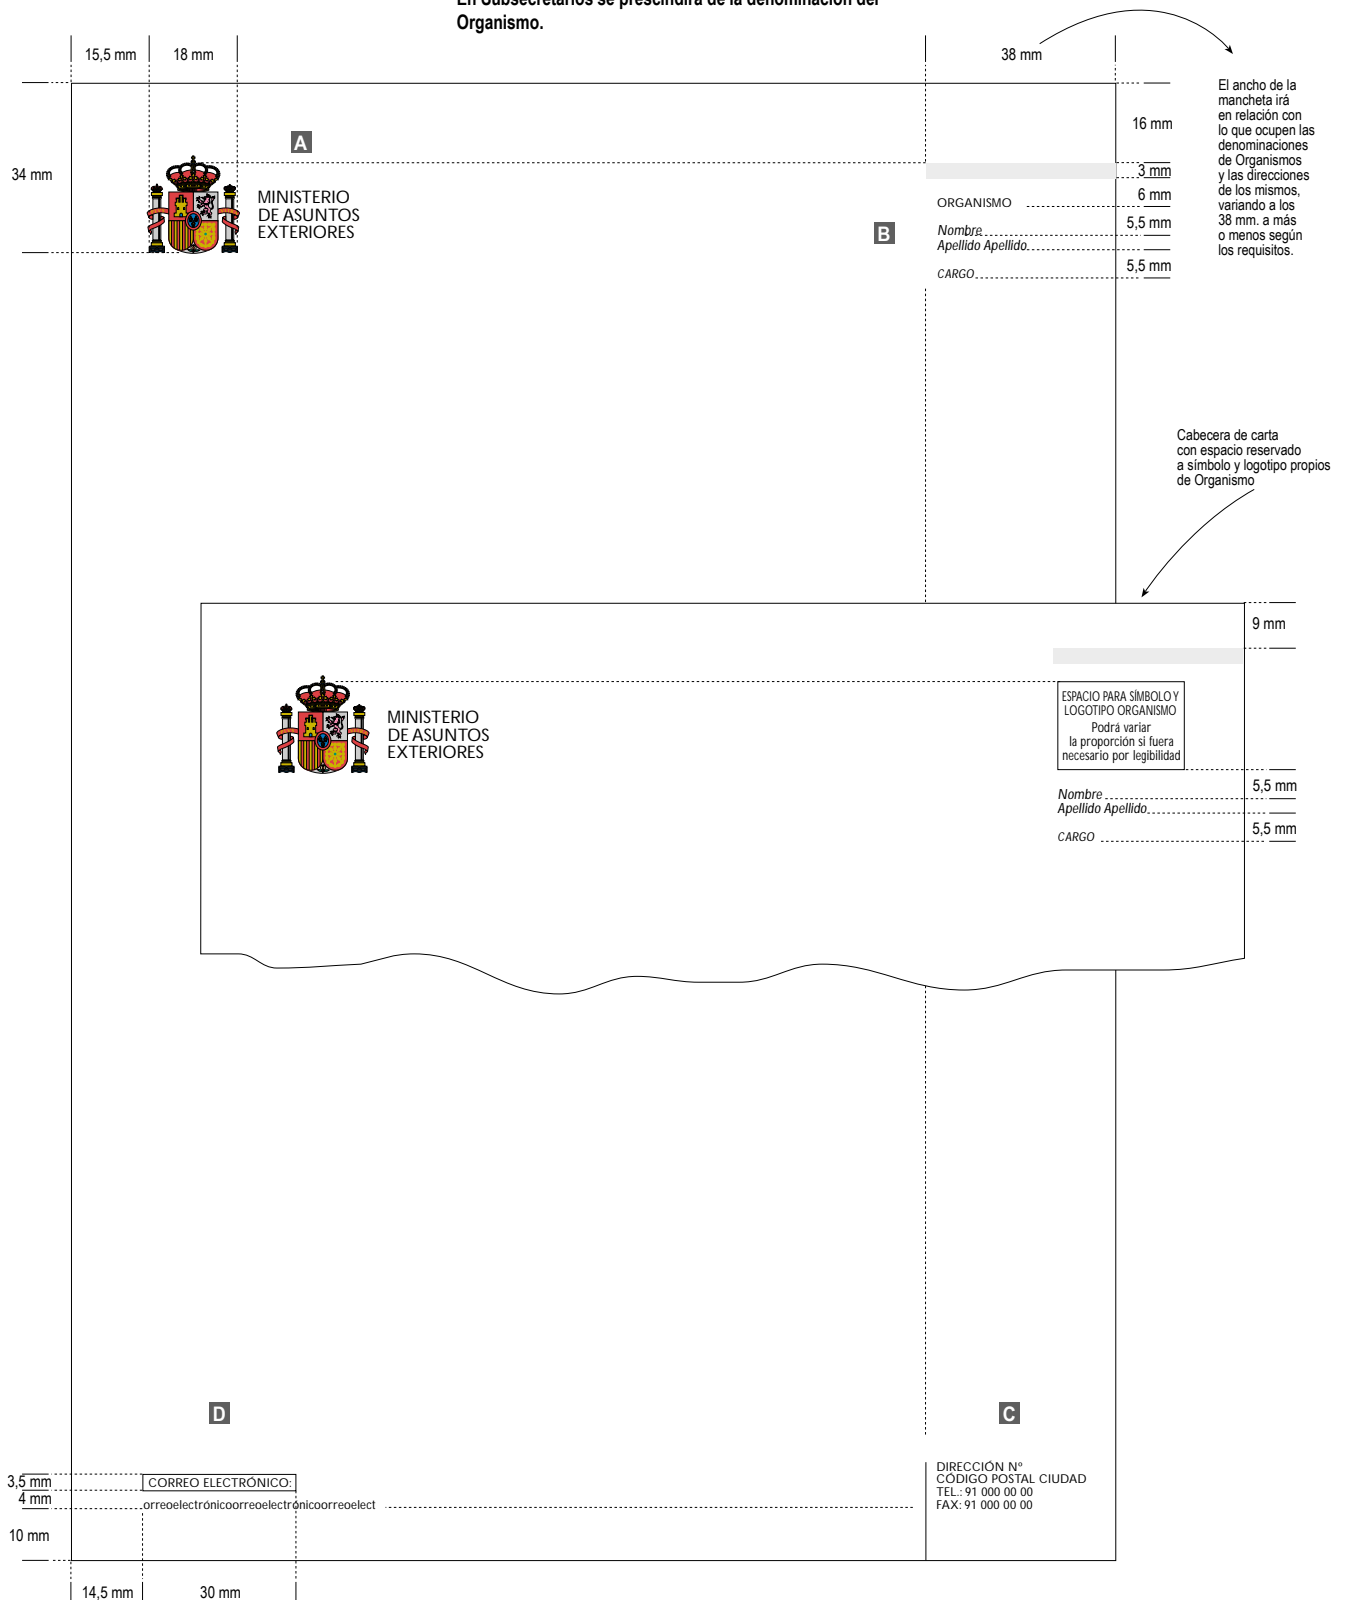 En Subsecretarios se prescindirá de la denominación del
Organismo.
15,5 mm
18 mm
38 mm
El ancho de la
mancheta irá
en relación con
lo que ocupen las
denominaciones
de Organismos
y las direcciones
de los mismos,
variando a los
38 mm. a más
o menos según
los requisitos.
34 mm
A
MINISTERIO
DE ASUNTOS
EXTERIORES
16 mm
3 mm
6 mm
5,5 mm
5,5 mm
B
ORGANISMO
Nombre
Apellido Apellido
CARGO
Cabecera de carta
con espacio reservado
a símbolo y logotipo propios
de Organismo
9 mm
MINISTERIO
DE ASUNTOS
EXTERIORES
ESPACIO PARA SÍMBOLO Y
LOGOTIPO ORGANISMO
Podrá variar
la proporción si fuera
necesario por legibilidad
Nombre
Apellido Apellido
CARGO
5,5 mm
5,5 mm
D
C
3,5 mm
4 mm
10 mm
CORREO ELECTRÓNICO:
orreoelectrónicoorreoelectrónicoorreoelect
DIRECCIÓN Nº
CÓDIGO POSTAL CIUDAD
TEL.: 91 000 00 00
FAX: 91 000 00 00
14,5 mm
30 mm